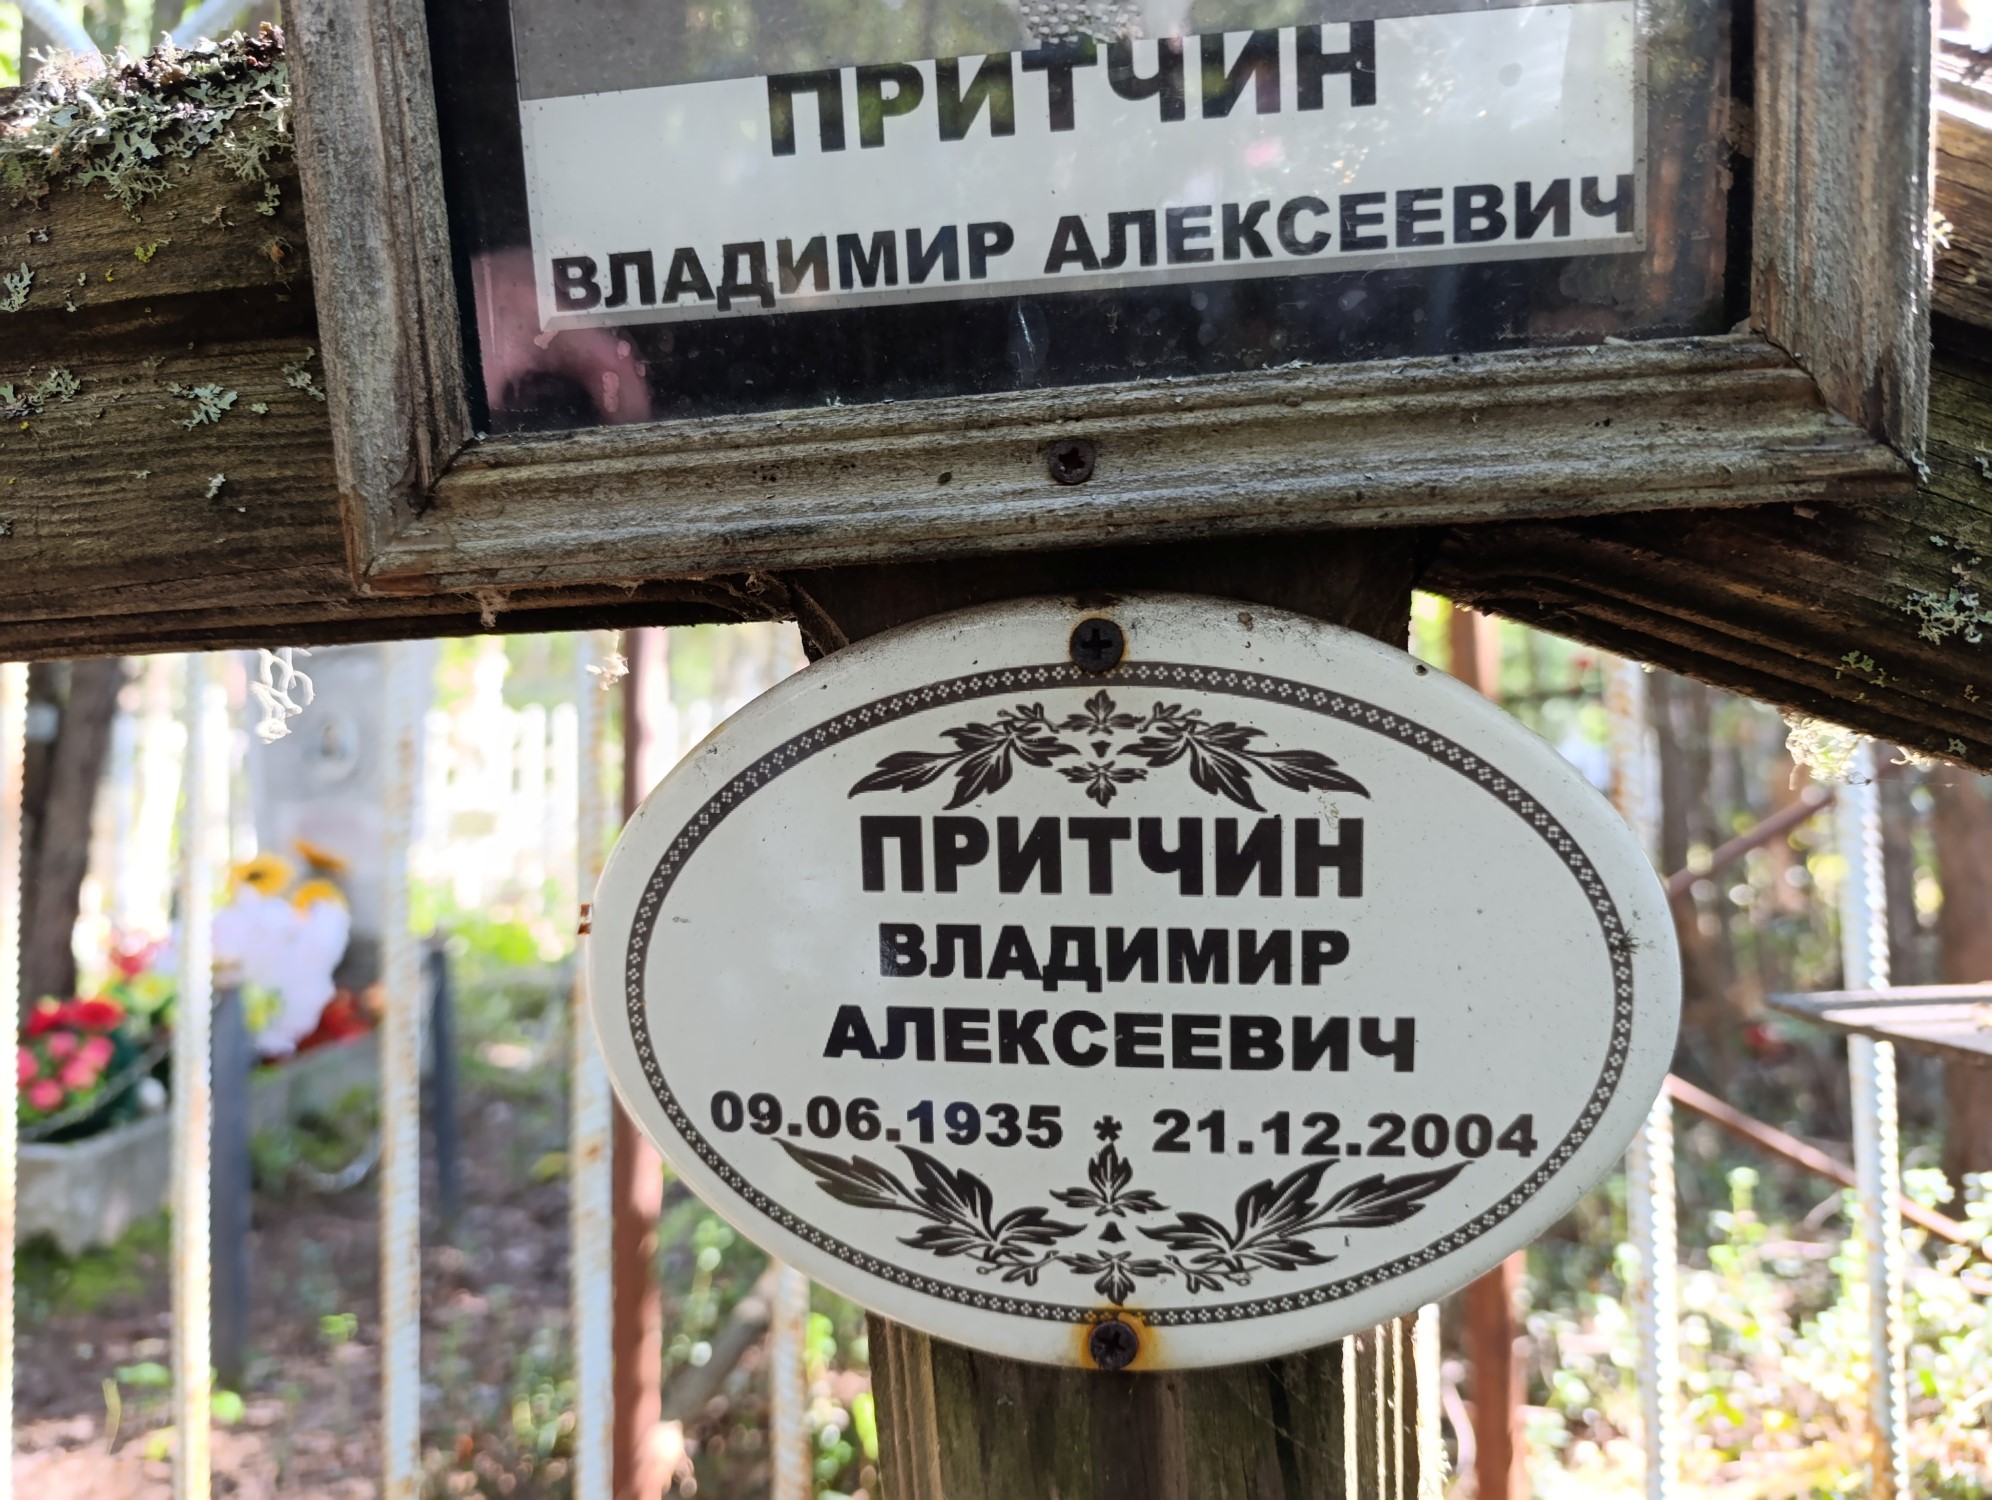 ПРИТЧИН
ВЛАДИМИР АЛЕКСЕЕВИЧ
ПРИТЧИН
ВЛАДИМИР
АЛЕКСЕЕВИЧ
09.06.1935 * 21.12.2004